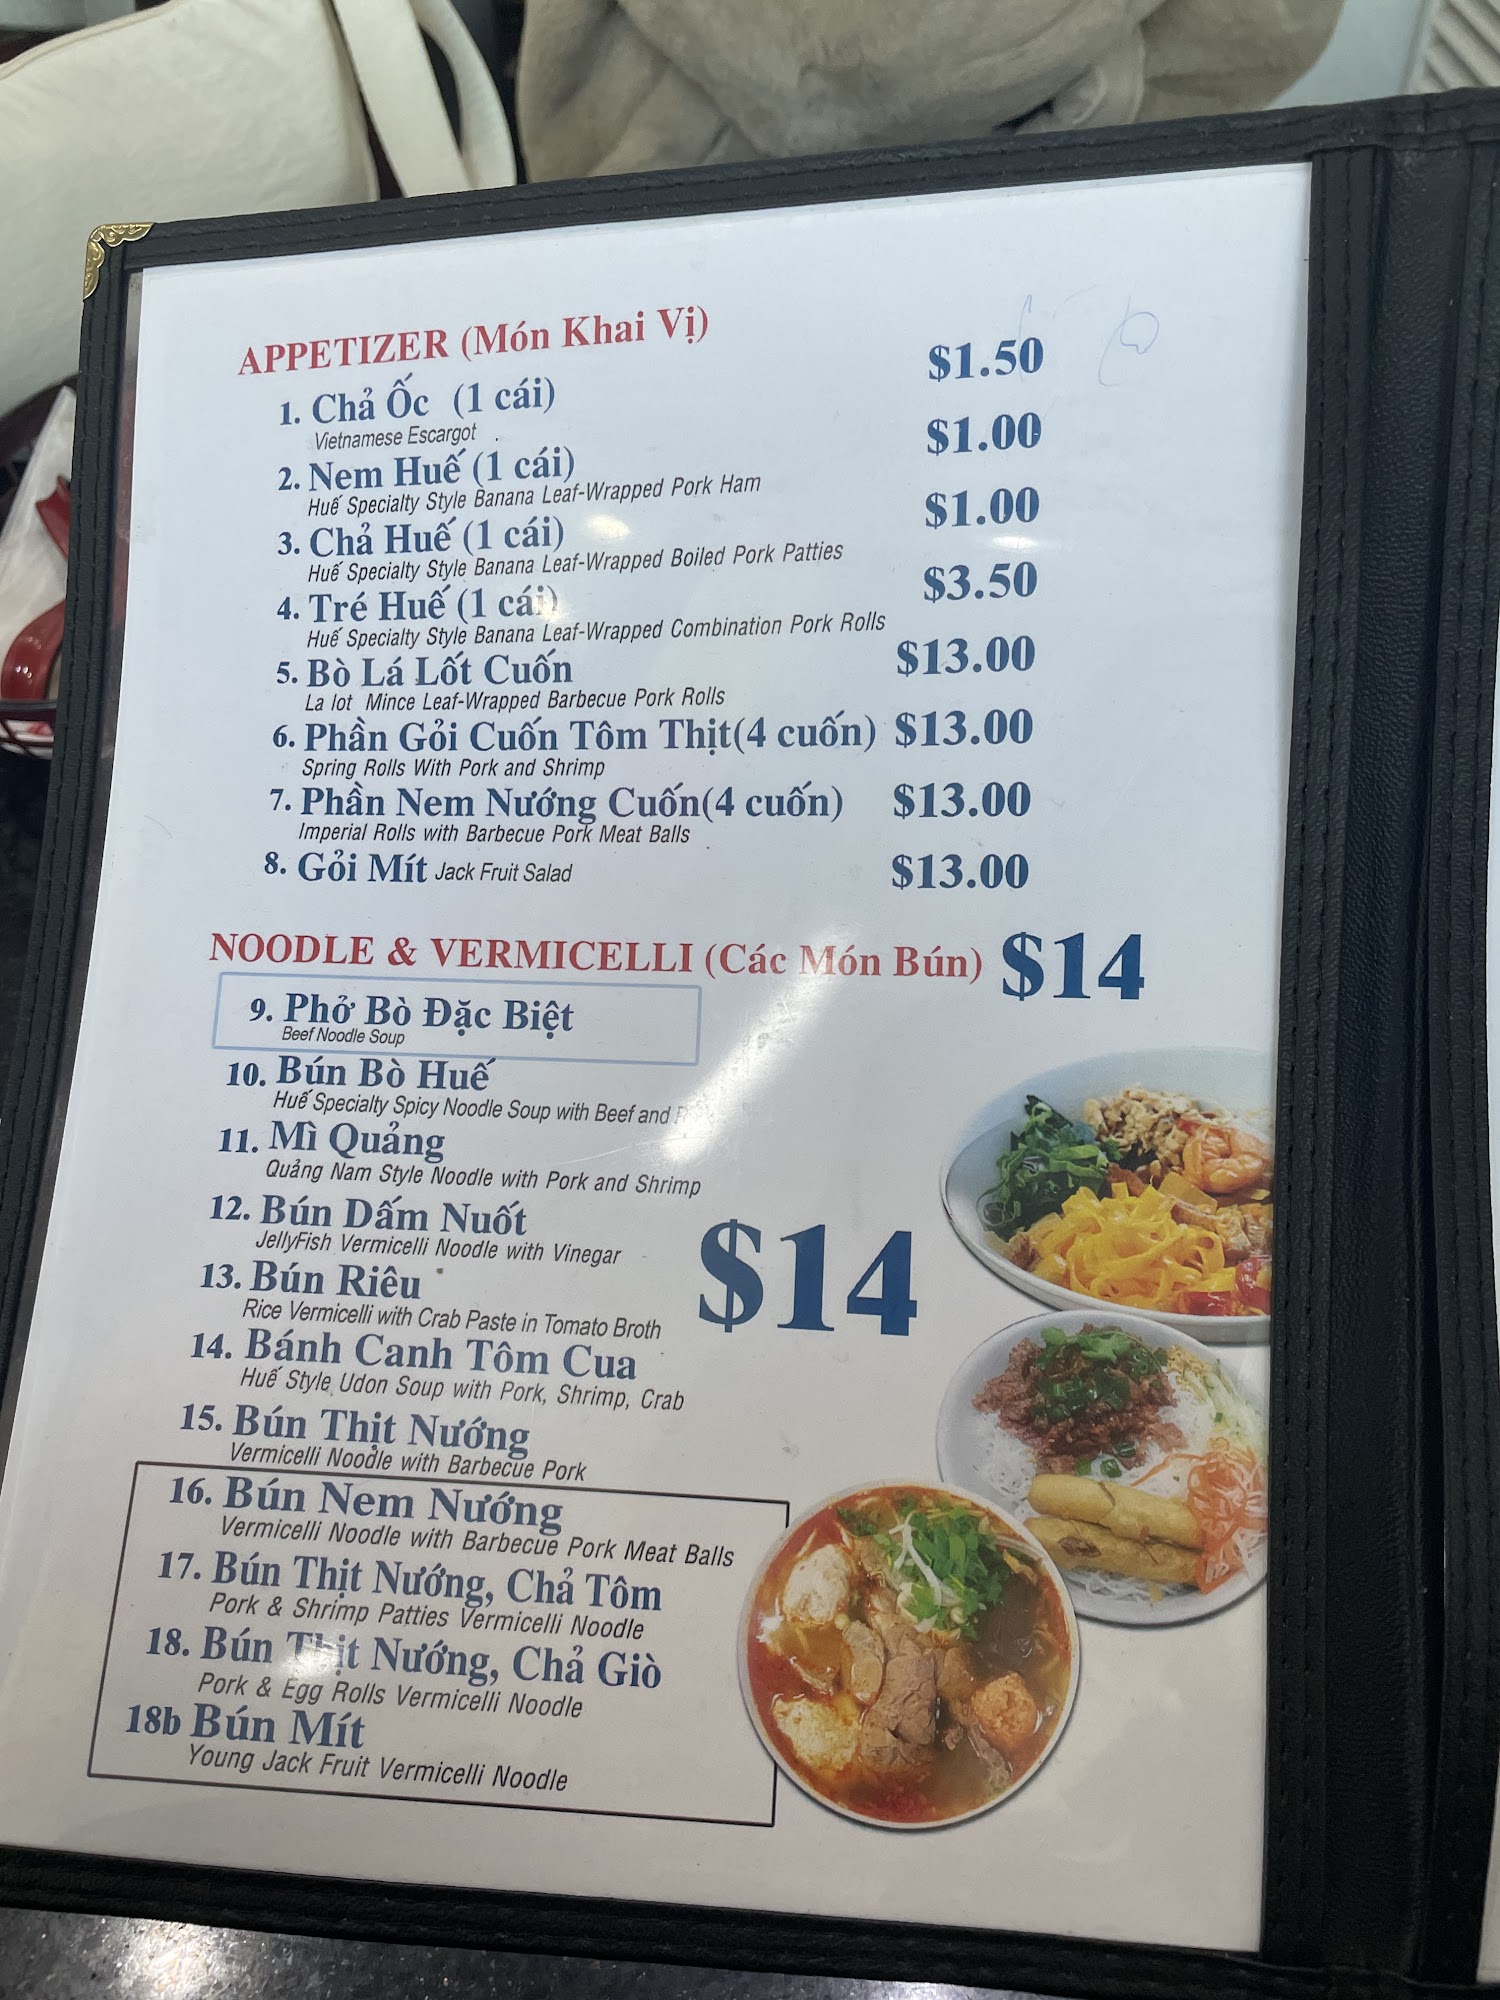 APPETIZER (Món Khai Vị)
1. Chả Ốc (1 cái) $1.50
Vietnamese Escargot
2. Nem Huế (1 cái) $1.00
Huế Specialty Style Banana Leaf-Wrapped Pork Ham
3. Chả Huế (1 cái) $1.00
Huế Specialty Style Banana Leaf-Wrapped Boiled Pork Patties
4. Tré Huế (1 cái) $3.50
Huế Specialty Style Banana Leaf-Wrapped Combination Pork Rolls
5. Bò Lá Lốt Cuốn $13.00
La lot Mince Leaf-Wrapped Barbecue Pork Rolls
6. Phần Gỏi Cuốn Tôm Thịt(4 cuốn) $13.00
Spring Rolls With Pork and Shrimp
7. Phần Nem Nướng Cuốn(4 cuốn) $13.00
Imperial Rolls with Barbecue Pork Meat Balls
8. Gỏi Mít Jack Fruit Salad $13.00
NOODLE & VERMICELLI (Các Món Bún) $14
9. Phở Bò Đặc Biệt
Beef Noodle Soup
10. Bún Bò Huế
Huế Specialty Spicy Noodle Soup with Beef and
11. Mì Quảng
Quảng Nam Style Noodle with Pork and Shrimp
12. Bún Dấm Nuốt
JellyFish Vermicelli Noodle with Vinegar
13. Bún Riêu
Rice Vermicelli with Crab Paste in Tomato Broth
$14
14. Bánh Canh Tôm Cua
Huế Style Udon Soup with Pork, Shrimp, Crab
15. Bún Thịt Nướng
Vermicelli Noodle with Barbecue Pork
16. Bún Nem Nướng
Vermicelli Noodle with Barbecue Pork Meat Balls
17. Bún Thịt Nướng, Chả Tôm
Pork & Shrimp Patties Vermicelli Noodle
18. Bún Thịt Nướng, Chả Giò
Pork & Egg Rolls Vermicelli Noodle
18b Bún Mít
Young Jack Fruit Vermicelli Noodle